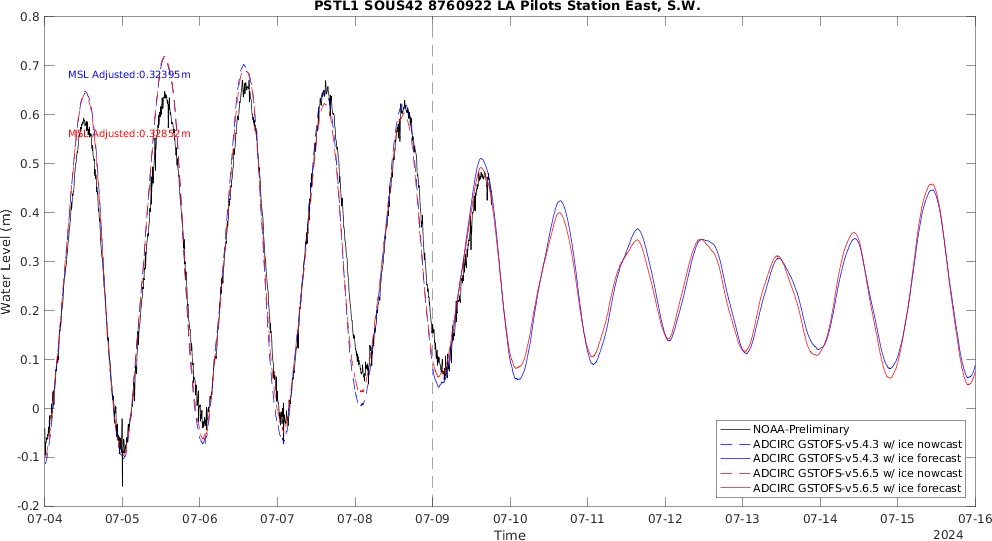 PSTL1 SOUS42 8760922 LA Pilots Station East, S.W.
0.8
0.7
MSL Adjusted:0.32395m
0.6
MSL Adjusted:0.32852m
0.5
0.4
0.3
0.2
0.1
0
-0.1
-0.2
Water Level (m)
NOAA-Preliminary
ADCIRC GSTOFS-v5.4.3 w/ ice nowcast
ADCIRC GSTOFS-v5.4.3 w/ ice forecast
ADCIRC GSTOFS-v5.6.5 w/ ice nowcast
ADCIRC GSTOFS-v5.6.5 w/ ice forecast
07-04 07-05 07-06 07-07 07-08 07-09 07-10 07-11 07-12 07-13 07-14 07-15 07-16
Time
2024